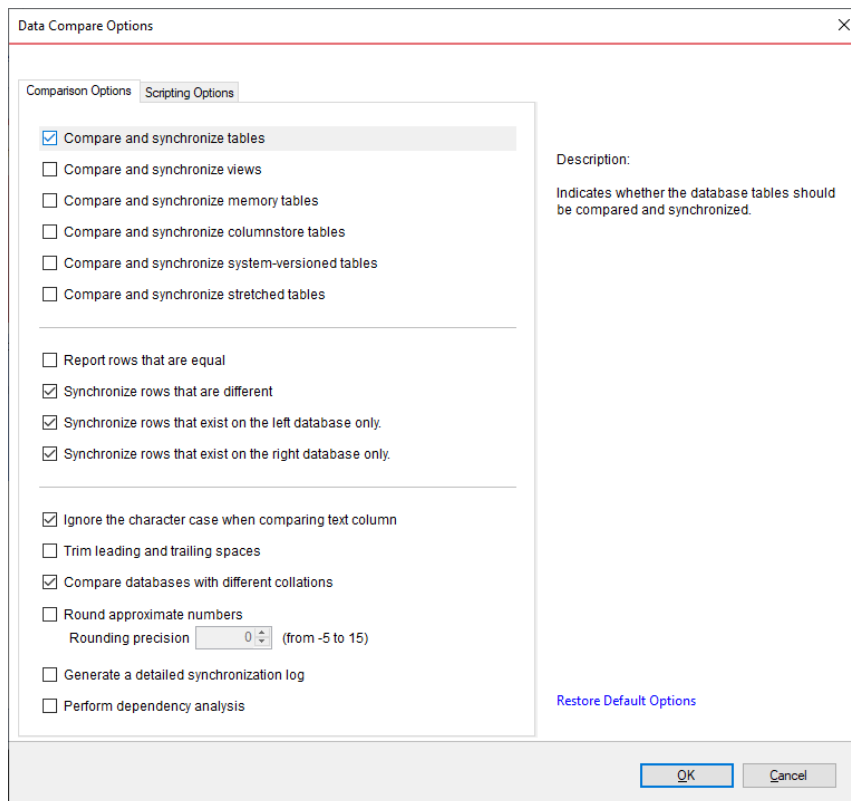 Data Compare Options
Comparison Options
Scripting Options
Compare and synchronize tables
Compare and synchronize views
Compare and synchronize memory tables
Compare and synchronize columnstore tables
Compare and synchronize system-versioned tables
Compare and synchronize stretched tables
Report rows that are equal
Synchronize rows that are different
Synchronize rows that exist on the left database only.
Synchronize rows that exist on the right database only.
Ignore the character case when comparing text column
Trim leading and trailing spaces
Compare databases with different collations
Round approximate numbers
Rounding precision 0 (from -5 to 15)
Generate a detailed synchronization log
Perform dependency analysis
Description:
Indicates whether the database tables should
be compared and synchronized.
Restore Default Options
OK
Cancel